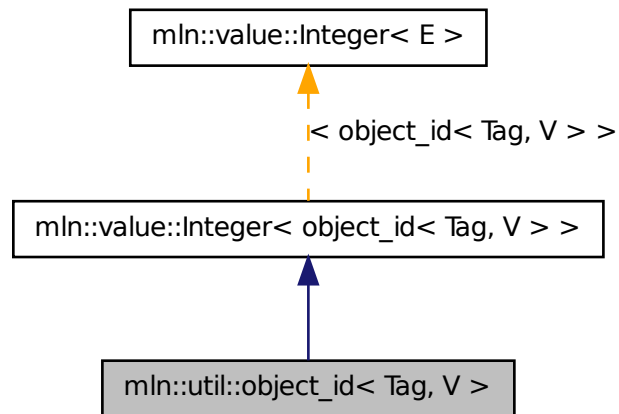 mln::value::Integer< E >
< object_id< Tag, V > >
mln::value::Integer< object_id< Tag, V > >
mln::util::object_id< Tag, V >